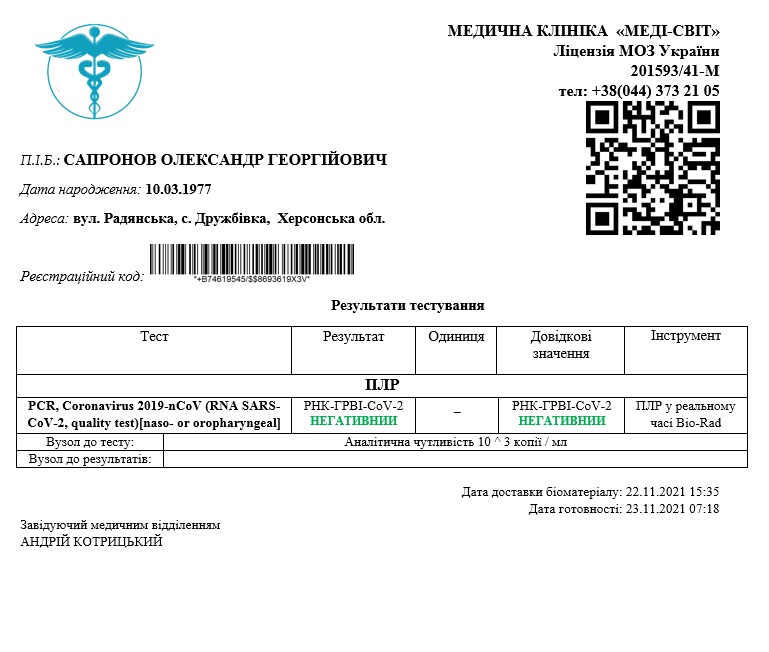 МЕДИЧНА КЛІНІКА «МЕДІ-СВІТ»
Ліцензія МОЗ України
201593/41-М
тел: +38(044) 373 21 05
П.І.Б.: САПРОНОВ ОЛЕКСАНДР ГЕОРГІЙОВИЧ
Дата народження: 10.03.1977
Адреса: вул. Радянська, с. Дружбівка, Херсонська обл.
Реєстраційний код:
*+B74619545/$$8693619X3V*
Результати тестування
Тест Результат Одиниця Довідкові значення Інструмент
ПЛР
PCR, Coronavirus 2019-nCoV (RNA SARS- РНК-ГРВІ-CoV-2 – РНК-ГРВІ-CoV-2 ПЛР у реальному
CoV-2, quality test)[naso- or oropharyngeal] НЕГАТИВНИИ НЕГАТИВНИИ часі Bio-Rad
Вузол до тесту: Аналітична чутливість 10 ^ 3 копії / мл
Вузол до результатів:
Дата доставки біоматеріалу: 22.11.2021 15:35
Дата готовності: 23.11.2021 07:18
Завідуючий медичним відділенням
АНДРІЙ КОТРИЦЬКИЙ